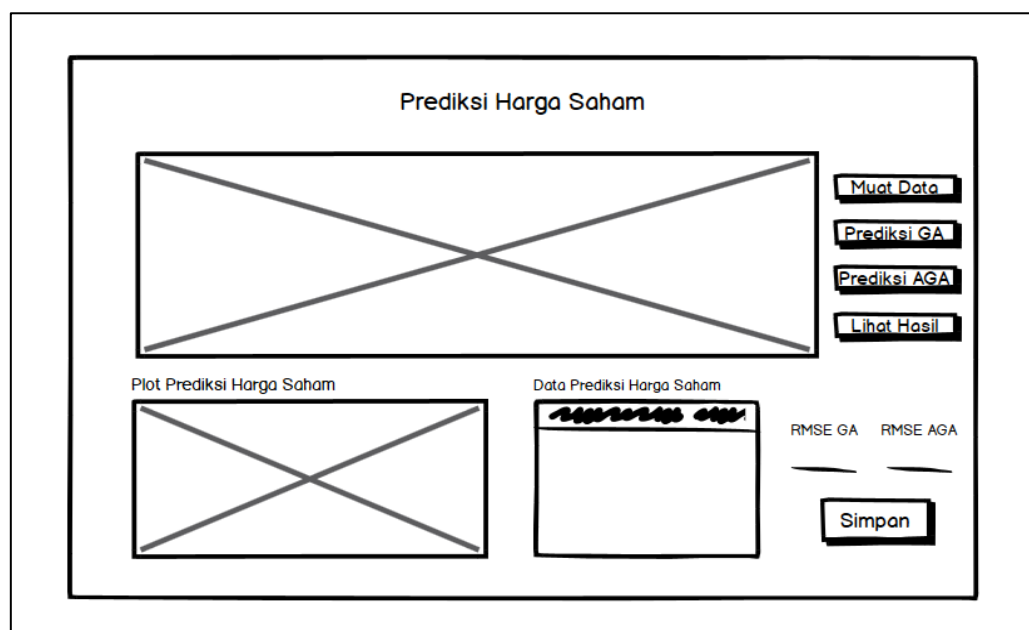 Prediksi Harga Saham
Muat Data
Prediksi GA
Prediksi AGA
Lihat Hasil
Plot Prediksi Harga Saham
Data Prediksi Harga Saham
RMSE GA
RMSE AGA
Simpan